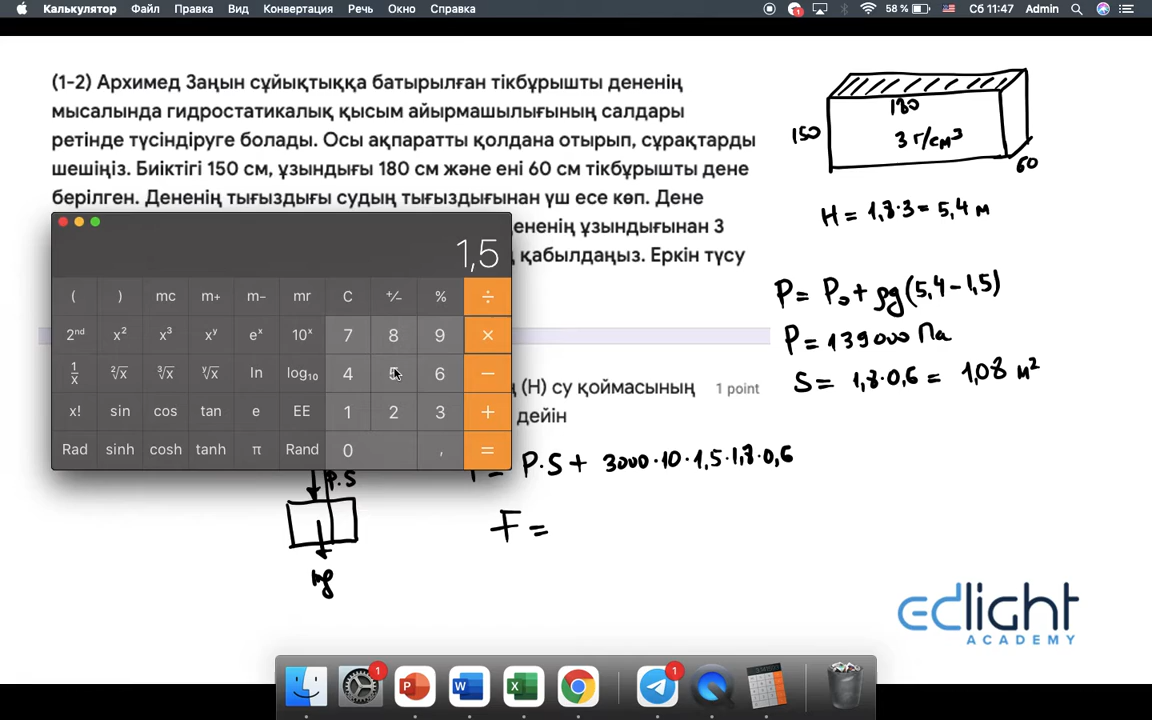 Калькулятор Файл Правка Вид Конвертация Речь Окно Справка 1 58 % Сб 11:47 Admin
(1-2) Архимед Заңын сұйықтыққа батырылған тікбұрышты дененің
мысалында гидростатикалық қысым айырмашылығының салдары
ретінде түсіндіруге болады. Осы ақпаратты қолдана отырып, сұрақтарды
шешіңіз. Биіктігі 150 см, ұзындығы 180 см және ені 60 см тікбұрышты дене
берілген. Дененің тығыздығы судың тығыздығынан үш есе көп. Дене
дененің ұзындығынан 3
қабылдаңыз. Еркін түсу
150
180
3 г/см³
60
H = 1,8·3 = 5,4 м
P = P₀ + ρg(5,4 - 1,5)
P = 139000 Па
S = 1,8·0,6 = 1,08 м²
1,5
( ) mc m+ m- mr C +/- % ÷
2ⁿᵈ x² x³ xʸ eˣ 10ˣ 7 8 9 ×
1/x ²√x ³√x ʸ√x ln log₁₀ 4 5 6 −
x! sin cos tan e EE 1 2 3 +
Rad sinh cosh tanh π Rand 0 , =
(H) су қоймасының 1 point
дейін
= P·S + 3000·10·1,5·1,8·0,6
P.S
F =
mg
edlight
ACADEMY
1 P W X 1